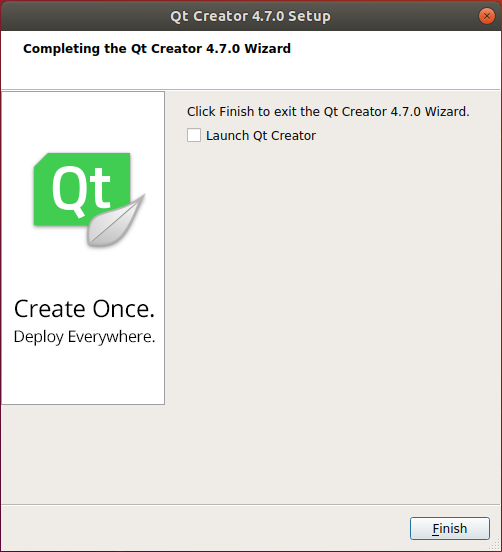 Qt Creator 4.7.0 Setup
Completing the Qt Creator 4.7.0 Wizard
Click Finish to exit the Qt Creator 4.7.0 Wizard.
Launch Qt Creator
Qt
Create Once.
Deploy Everywhere.
Finish